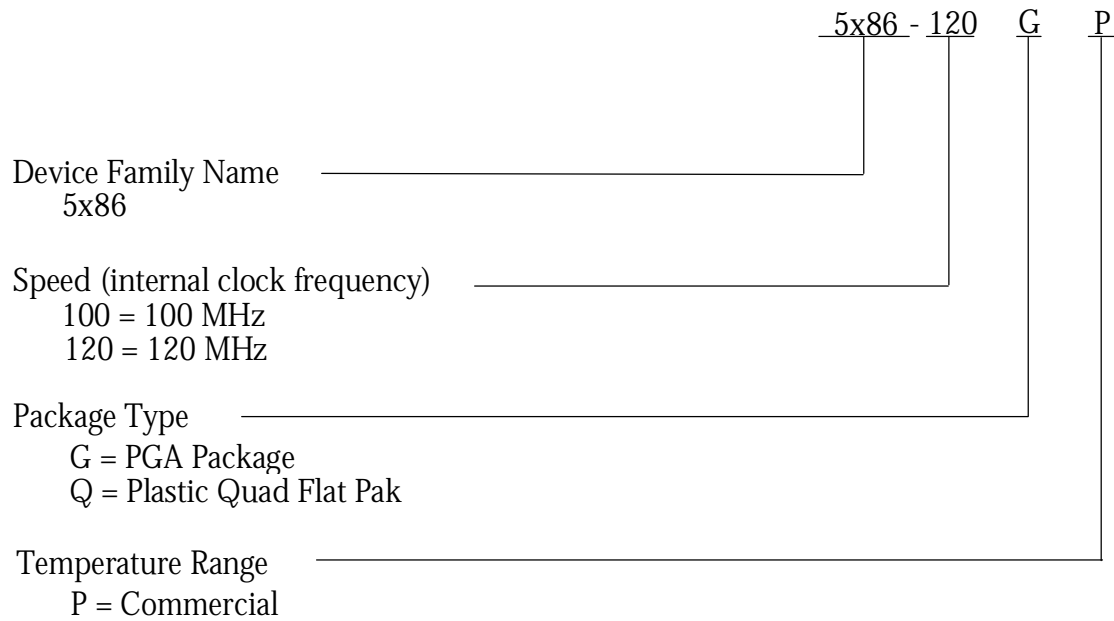 5x86 - 120 G P
Device Family Name
5x86
Speed (internal clock frequency)
100 = 100 MHz
120 = 120 MHz
Package Type
G = PGA Package
Q = Plastic Quad Flat Pak
Temperature Range
P = Commercial